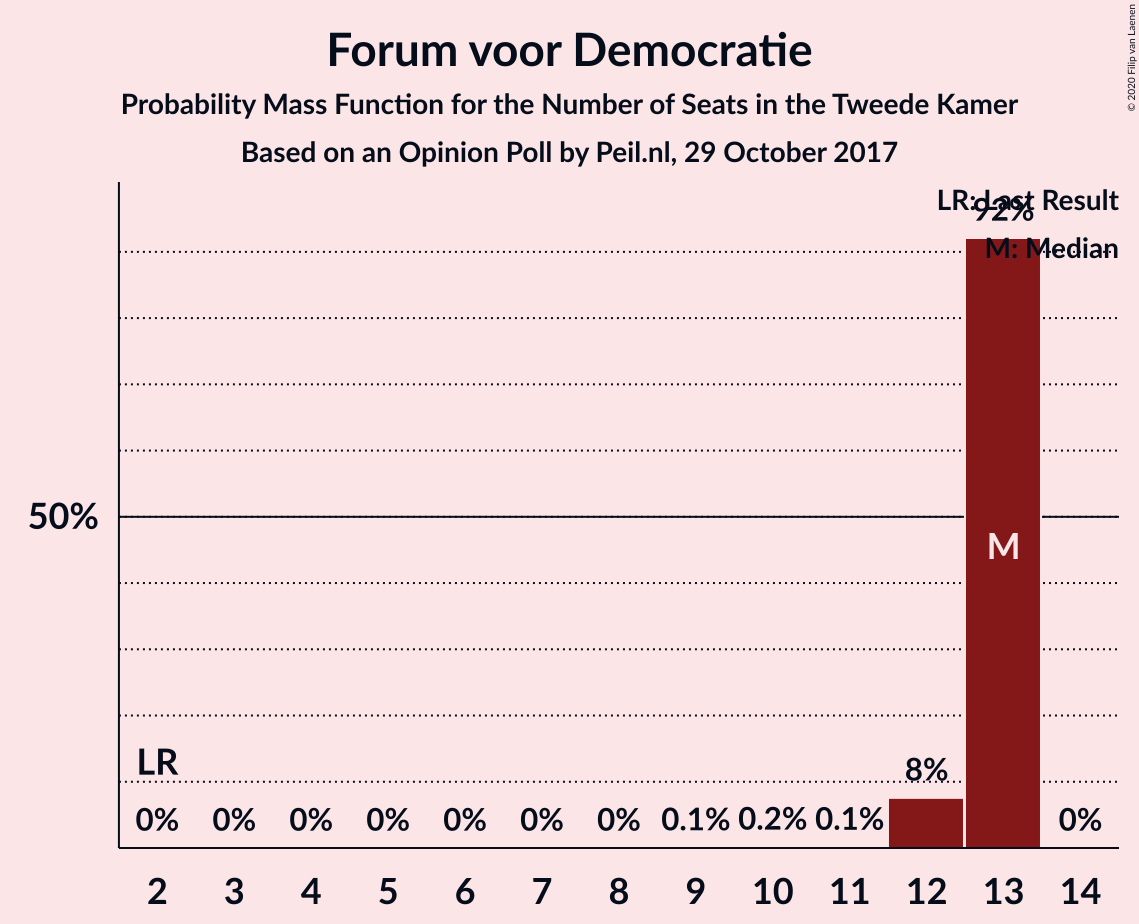 Forum voor Democratie
Probability Mass Function for the Number of Seats in the Tweede Kamer
Based on an Opinion Poll by Peil.nl, 29 October 2017
© 2020 Filip van Laenen
LR: Last Result
92%
M: Median
50%
M
LR
8%
0% 0% 0% 0% 0% 0% 0% 0.1% 0.2% 0.1% 0%
2 3 4 5 6 7 8 9 10 11 12 13 14